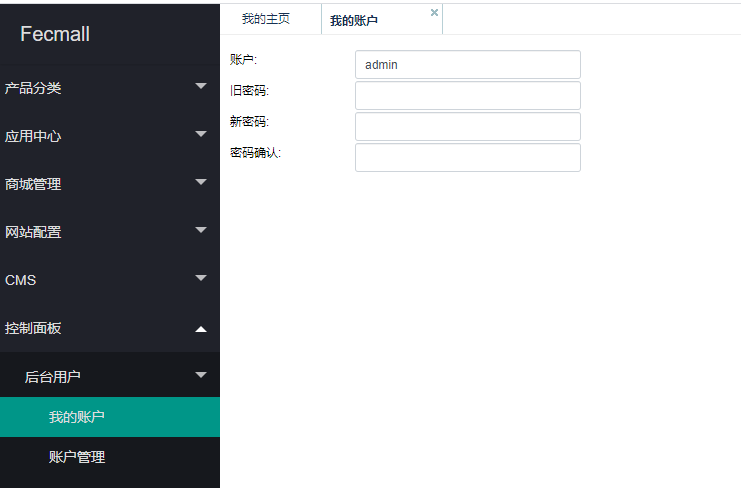 Fecmall
产品分类
应用中心
商城管理
网站配置
CMS
控制面板
后台用户
我的账户
账户管理
我的主页
我的账户
账户:
admin
旧密码:
新密码:
密码确认: